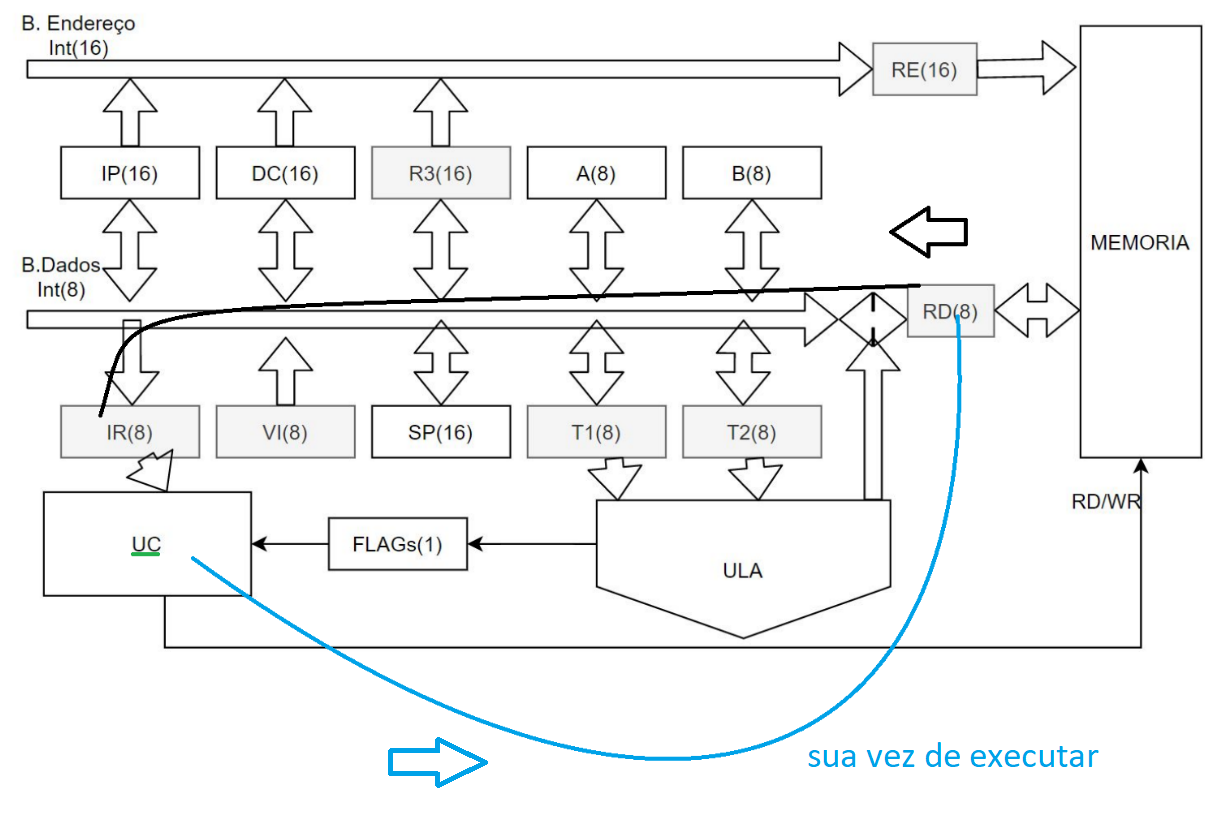 B. Endereço
Int(16)
RE(16)
IP(16)
DC(16)
R3(16)
A(8)
B(8)
MEMORIA
B.Dados
Int(8)
RD(8)
IR(8)
VI(8)
SP(16)
T1(8)
T2(8)
RD/WR
UC
FLAGs(1)
ULA
sua vez de executar